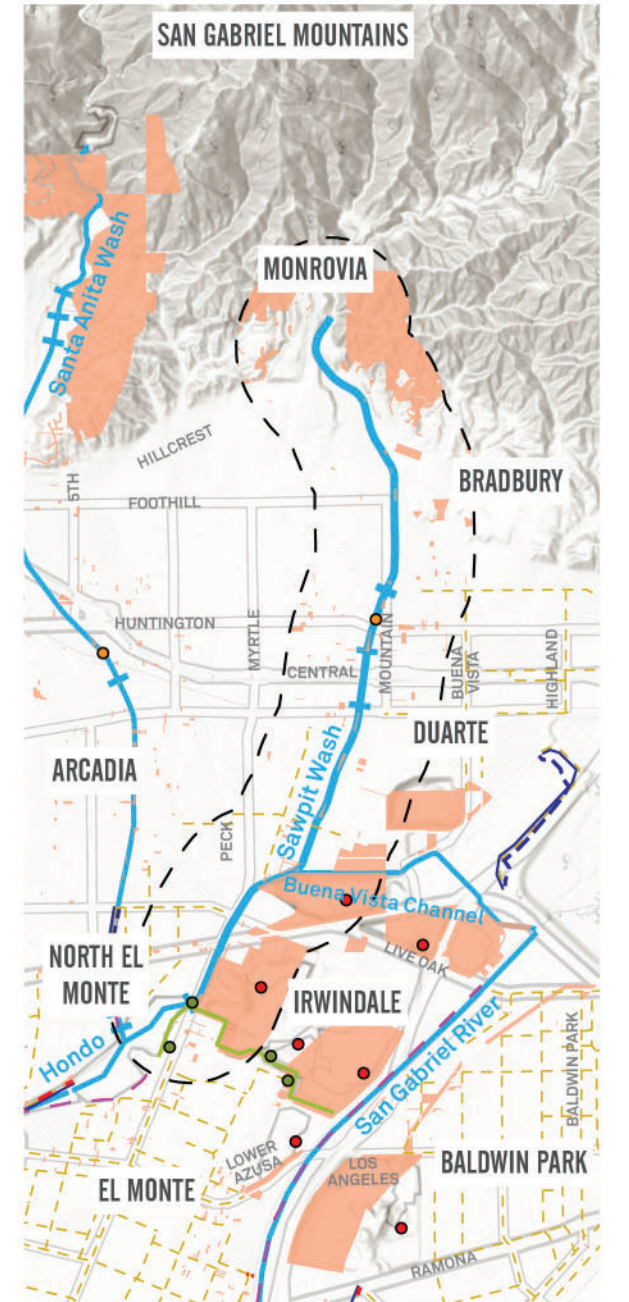 SAN GABRIEL MOUNTAINS
Santa Anita Wash
MONROVIA
HILLCREST
BRADBURY
5TH
FOOTHILL
HUNTINGTON
MYRTLE
MOUNTAIN
CENTRAL
BUENA
VISTA
HIGHLAND
DUARTE
ARCADIA
Sawpit Wash
PECK
Buena Vista Channel
LIVE OAK
NORTH EL
MONTE
IRWINDALE
Hondo
San Gabriel River
BALDWIN PARK
LOWER
AZUSA
LOS
ANGELES
BALDWIN PARK
EL MONTE
RAMONA